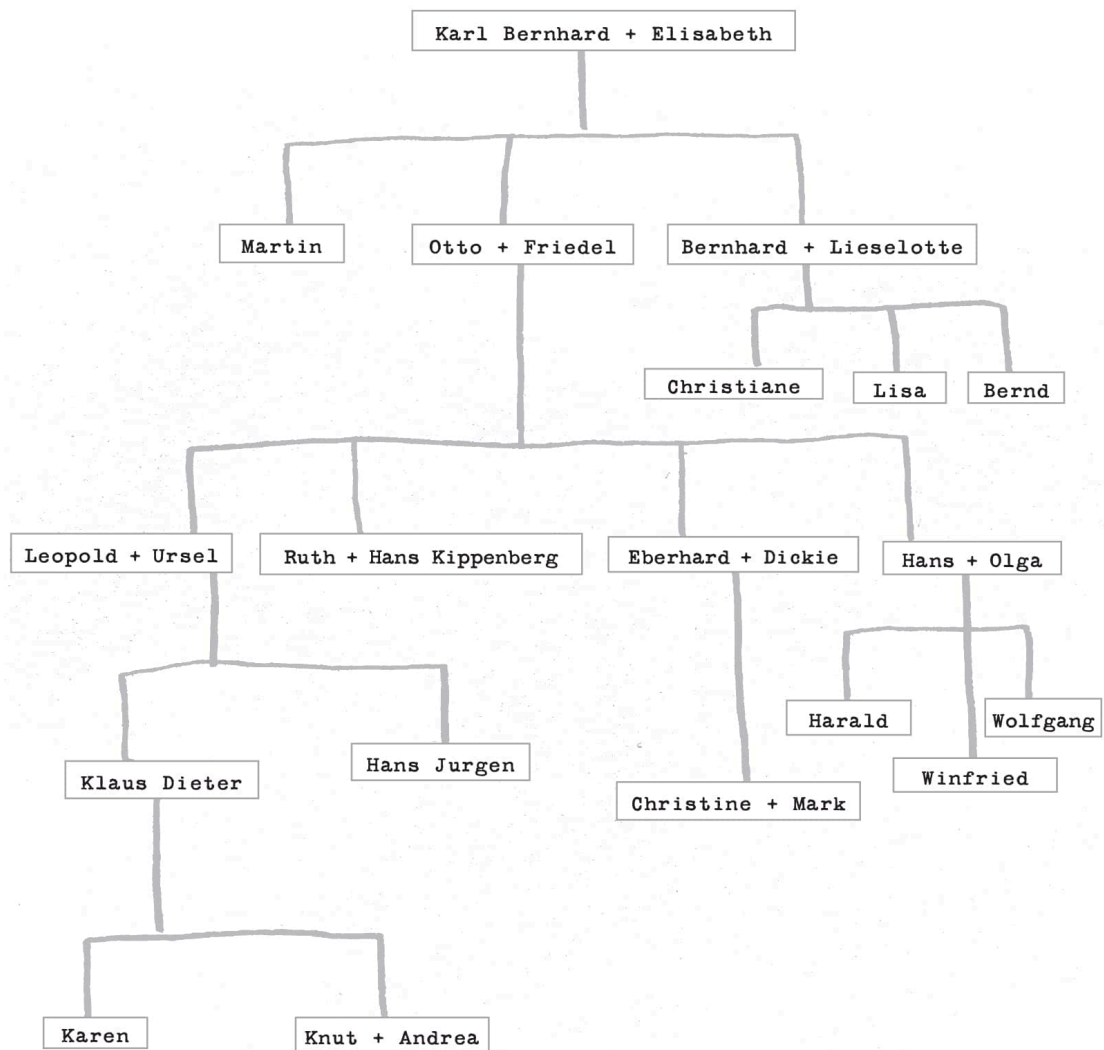 Karl Bernhard + Elisabeth
Martin
Otto + Friedel
Bernhard + Lieselotte
Christiane
Lisa
Bernd
Leopold + Ursel
Ruth + Hans Kippenberg
Eberhard + Dickie
Hans + Olga
Harald
Wolfgang
Hans Jurgen
Klaus Dieter
Winfried
Christine + Mark
Karen
Knut + Andrea